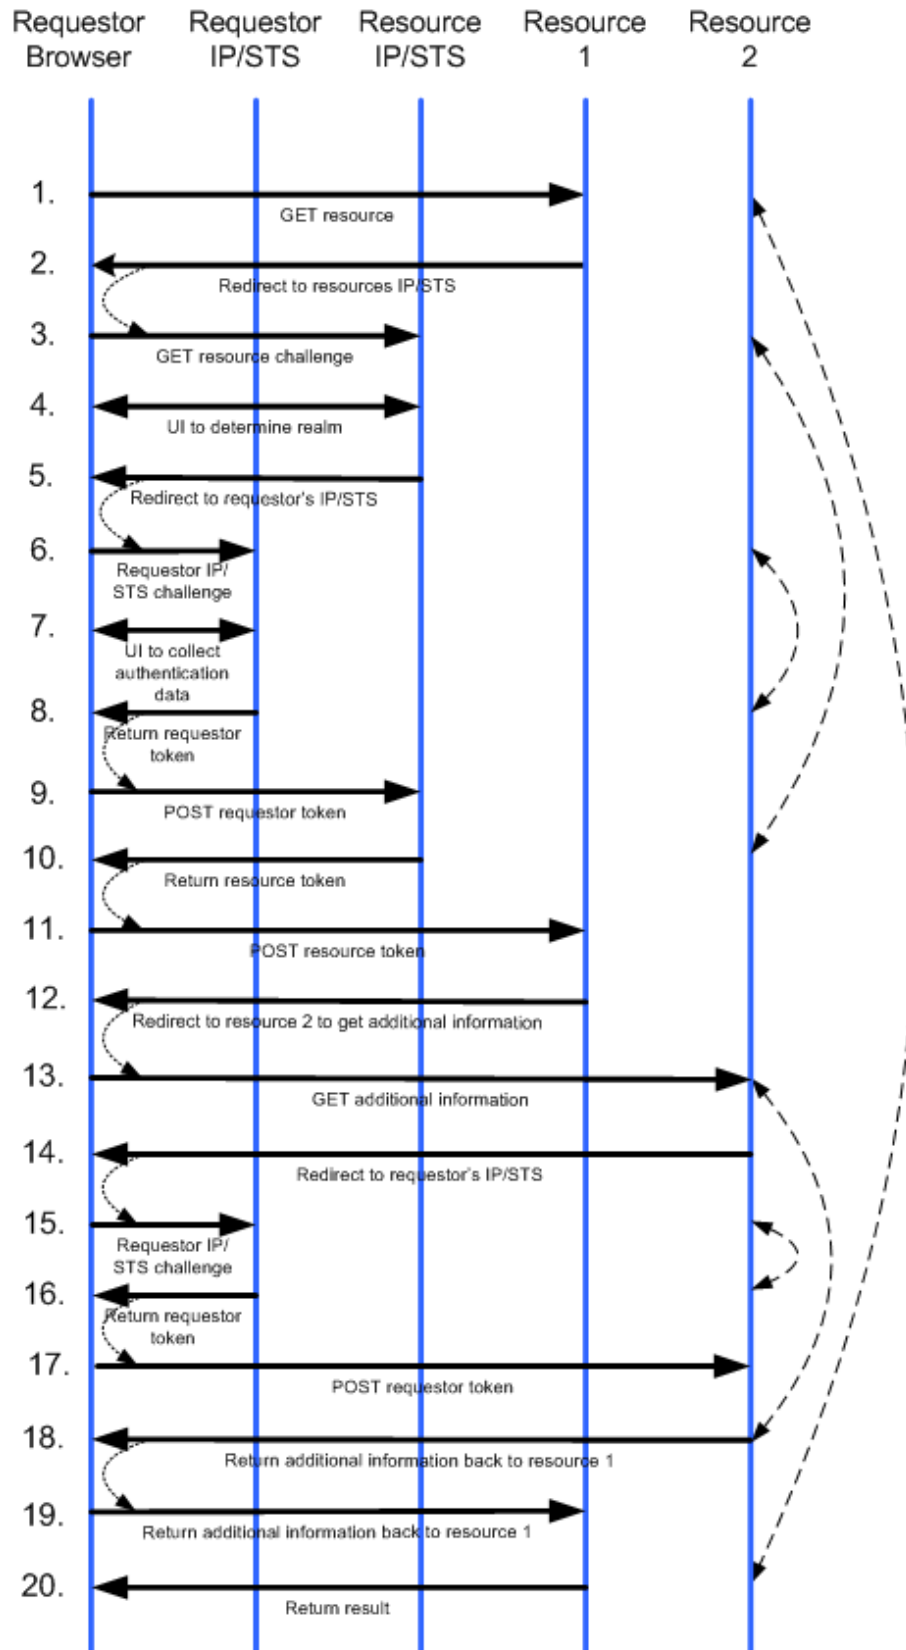 Requestor Requestor Resource Resource Resource
Browser IP/STS IP/STS 1 2
1.
GET resource
2.
Redirect to resources IP/STS
3.
GET resource challenge
4.
UI to determine realm
5.
Redirect to requestor's IP/STS
6.
Requestor IP/
STS challenge
7.
UI to collect
authentication
data
8.
Return requestor
token
9.
POST requestor token
10.
Return resource token
11.
POST resource token
12.
Redirect to resource 2 to get additional information
13.
GET additional information
14.
Redirect to requestor's IP/STS
15.
Requestor IP/
STS challenge
16.
Return requestor
token
17.
POST requestor token
18.
Return additional information back to resource 1
19.
Return additional information back to resource 1
20.
Return result